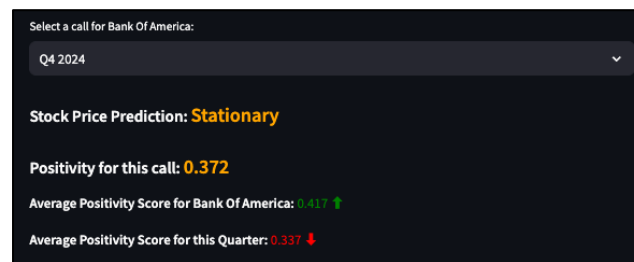 Select a call for Bank Of America:
Q4 2024
Stock Price Prediction: Stationary
Positivity for this call: 0.372
Average Positivity Score for Bank Of America: 0.417 ⬆
Average Positivity Score for this Quarter: 0.337 ⬇